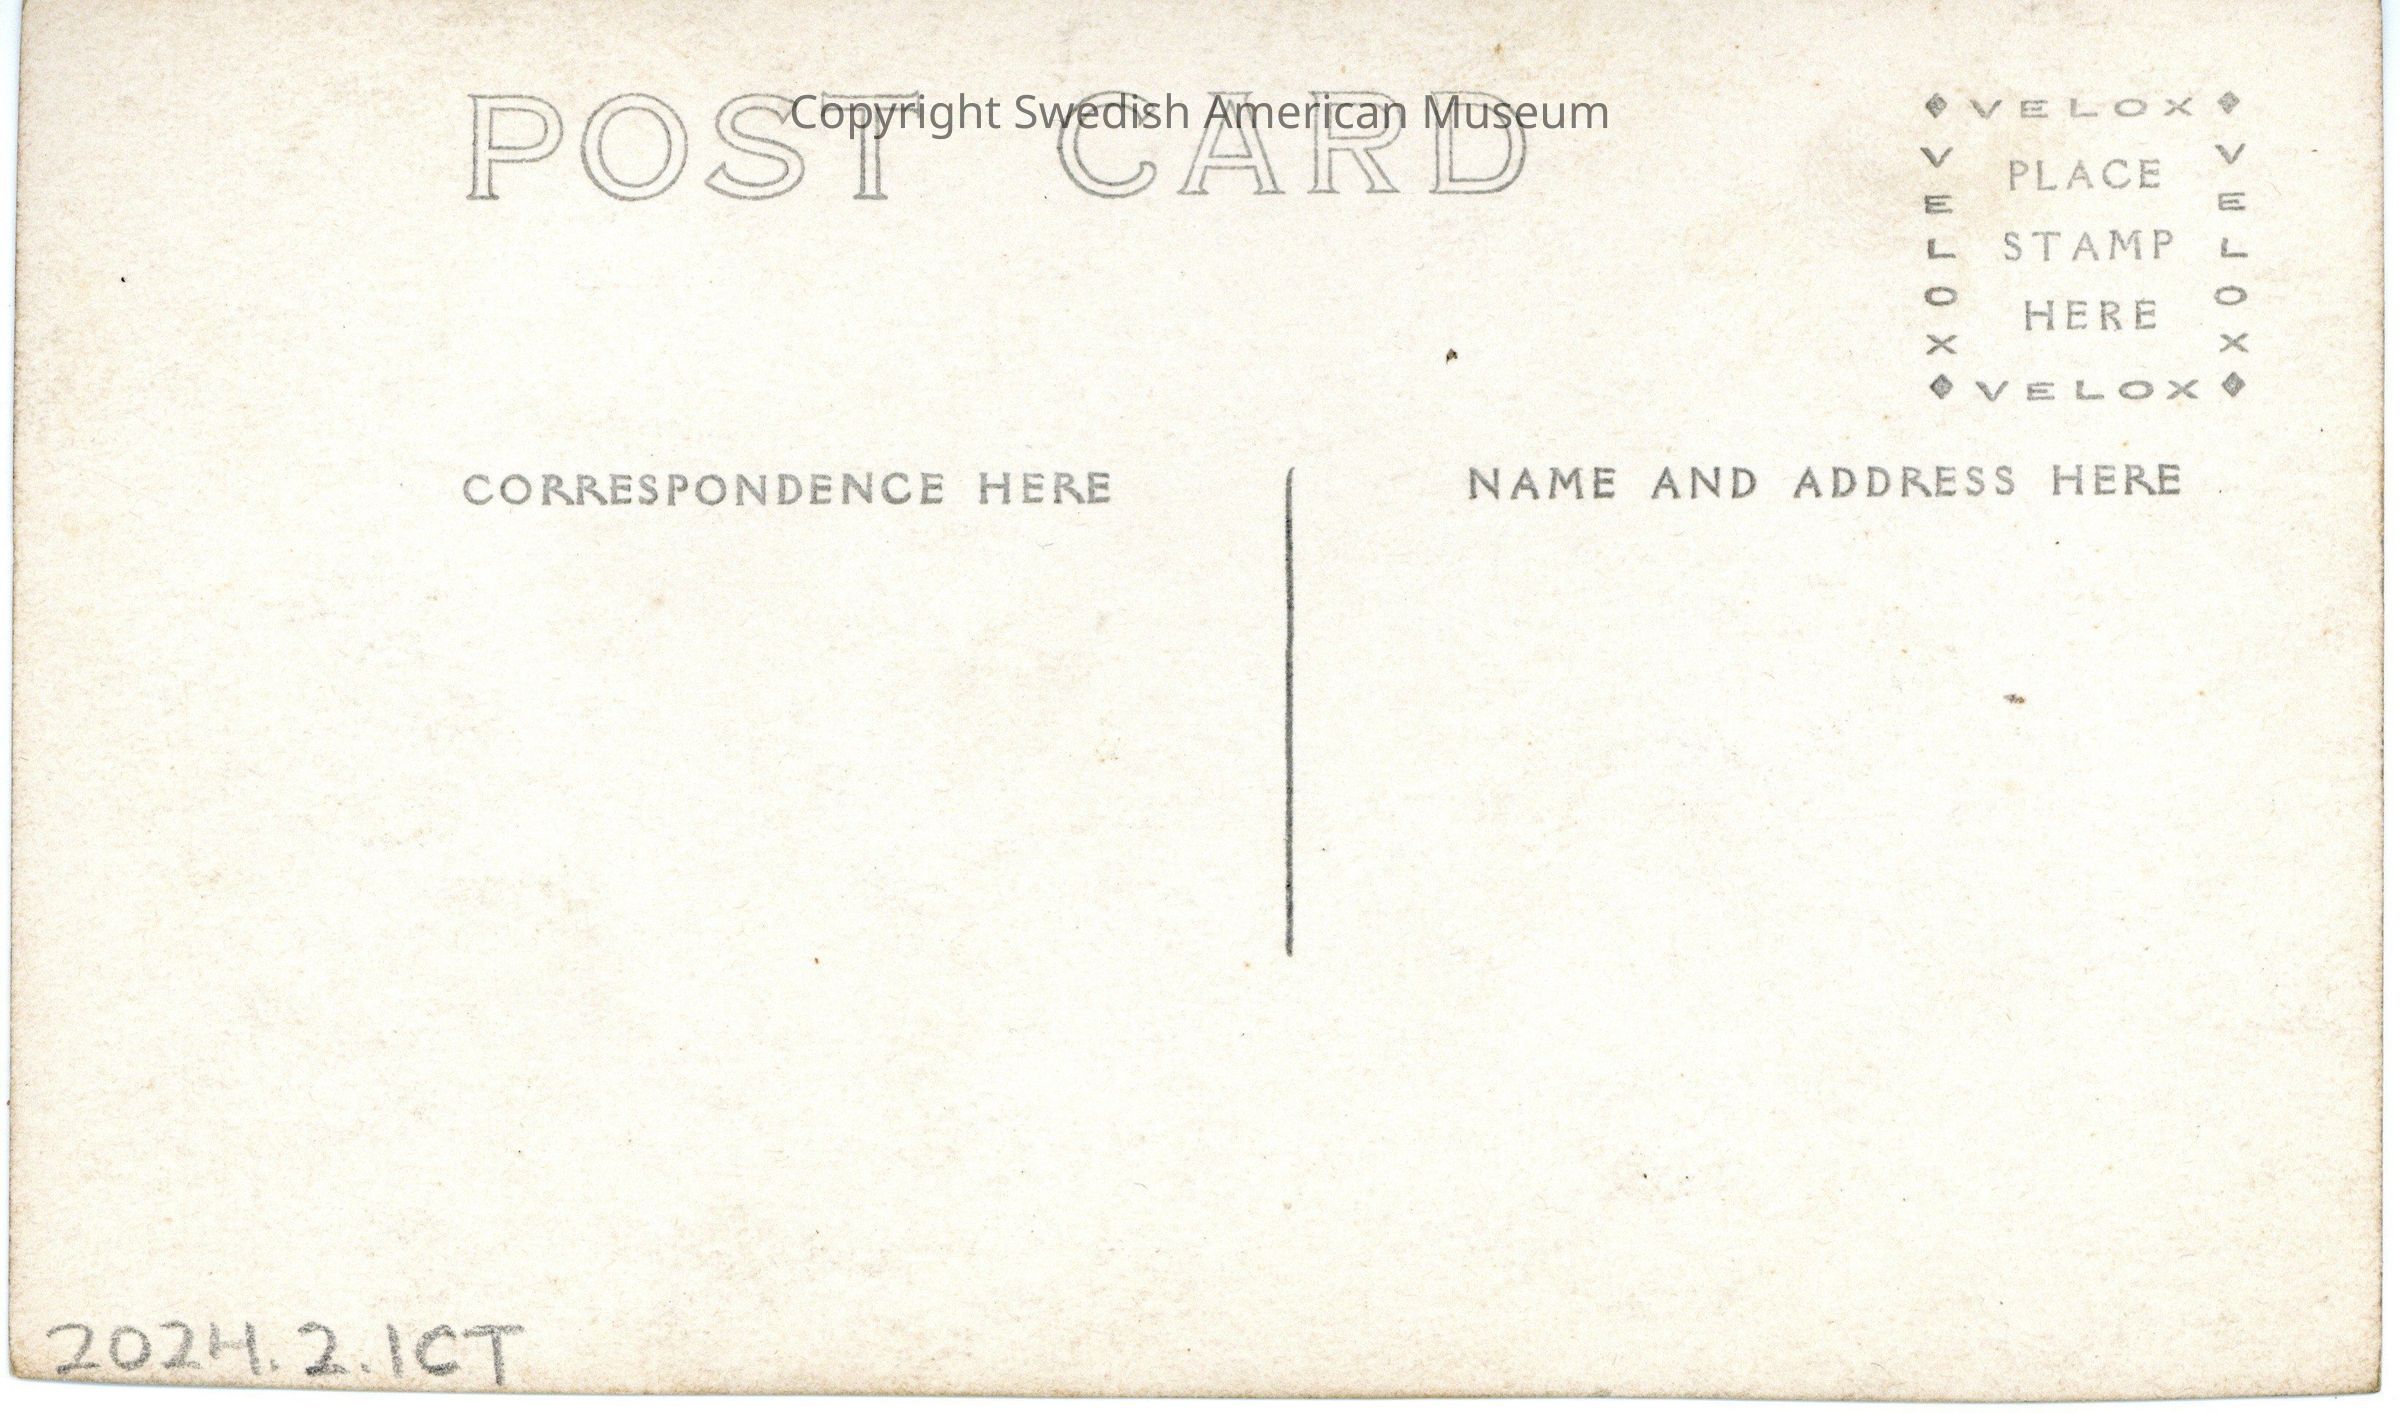 POST CARD
Copyright Swedish American Museum
♦ VELOX ♦
VELOX
PLACE
STAMP
HERE
VELOX
♦ VELOX ♦
CORRESPONDENCE HERE
NAME AND ADDRESS HERE
2024.2.1CT